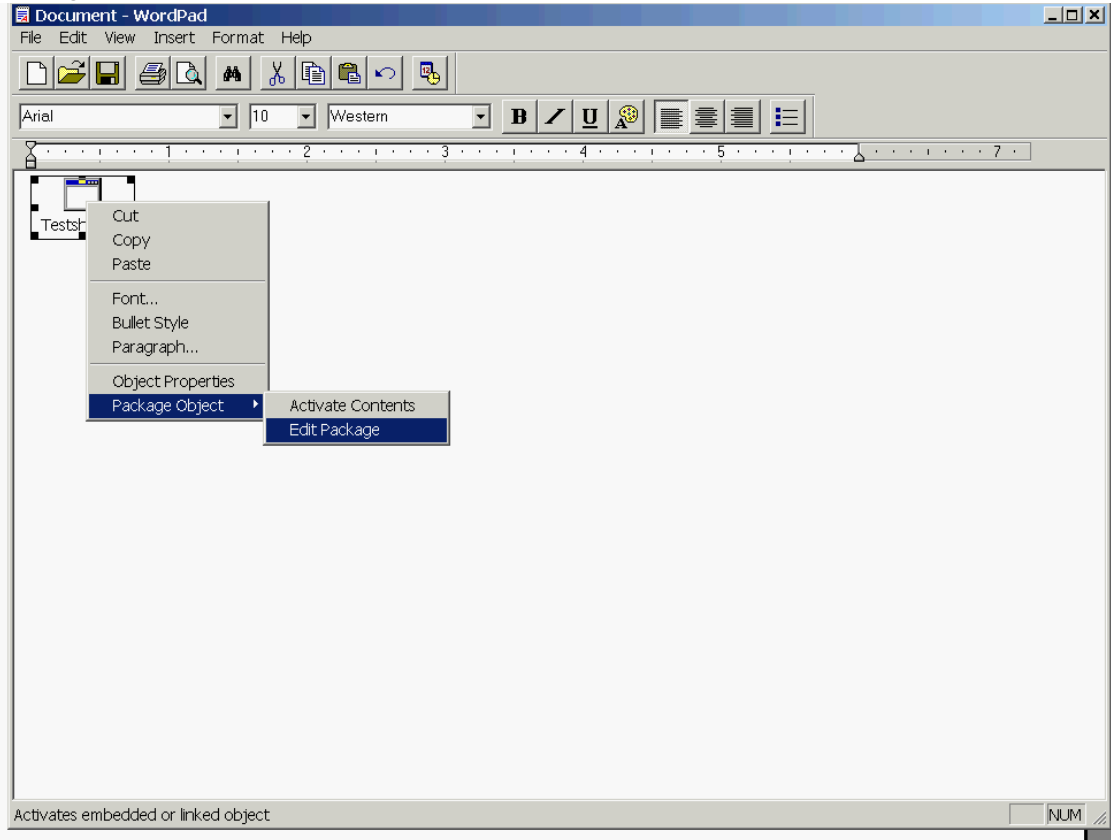 Document - WordPad
File Edit View Insert Format Help
Arial 10 Western B / U A
1 2 3 4 5 7
Cut
Copy
Paste
Font...
Bullet Style
Paragraph...
Object Properties
Package Object
Activate Contents
Edit Package
Activates embedded or linked object NUM